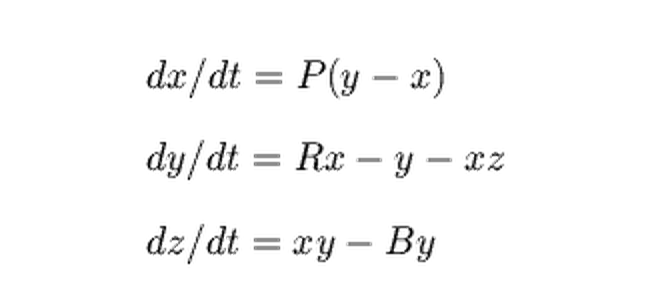 dx/dt = P(y − x)
dy/dt = Rx − y − xz
dz/dt = xy − By